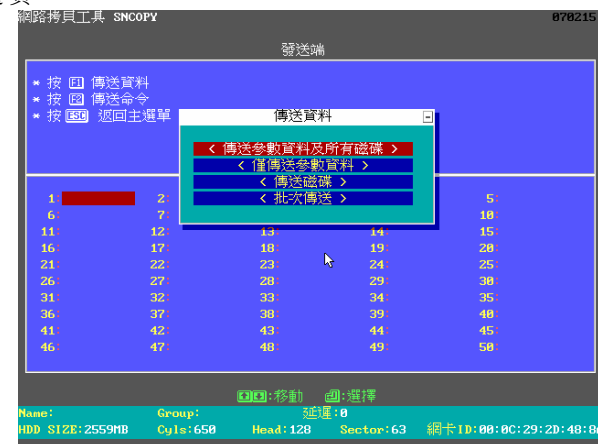 網路拷貝工具 SNCOPY 070215
發送端
* 按 F1 傳送資料
* 按 F2 傳送命令
* 按 ESC 返回主選單
傳送資料
< 傳送參數資料及所有磁碟 >
< 僅傳送參數資料 >
< 傳送磁碟 >
< 批次傳送 >
1: 2: 5:
6: 7: 10:
11: 12: 13: 14: 15:
16: 17: 18: 19: 20:
21: 22: 23: 24: 25:
26: 27: 28: 29: 30:
31: 32: 33: 34: 35:
36: 37: 38: 39: 40:
41: 42: 43: 44: 45:
46: 47: 48: 49: 50:
:移動 :選擇
Name: Group: 延遲:0
HDD SIZE:2559MB Cyls:650 Head:128 Sector:63 網卡ID:00:0C:29:2D:48:8